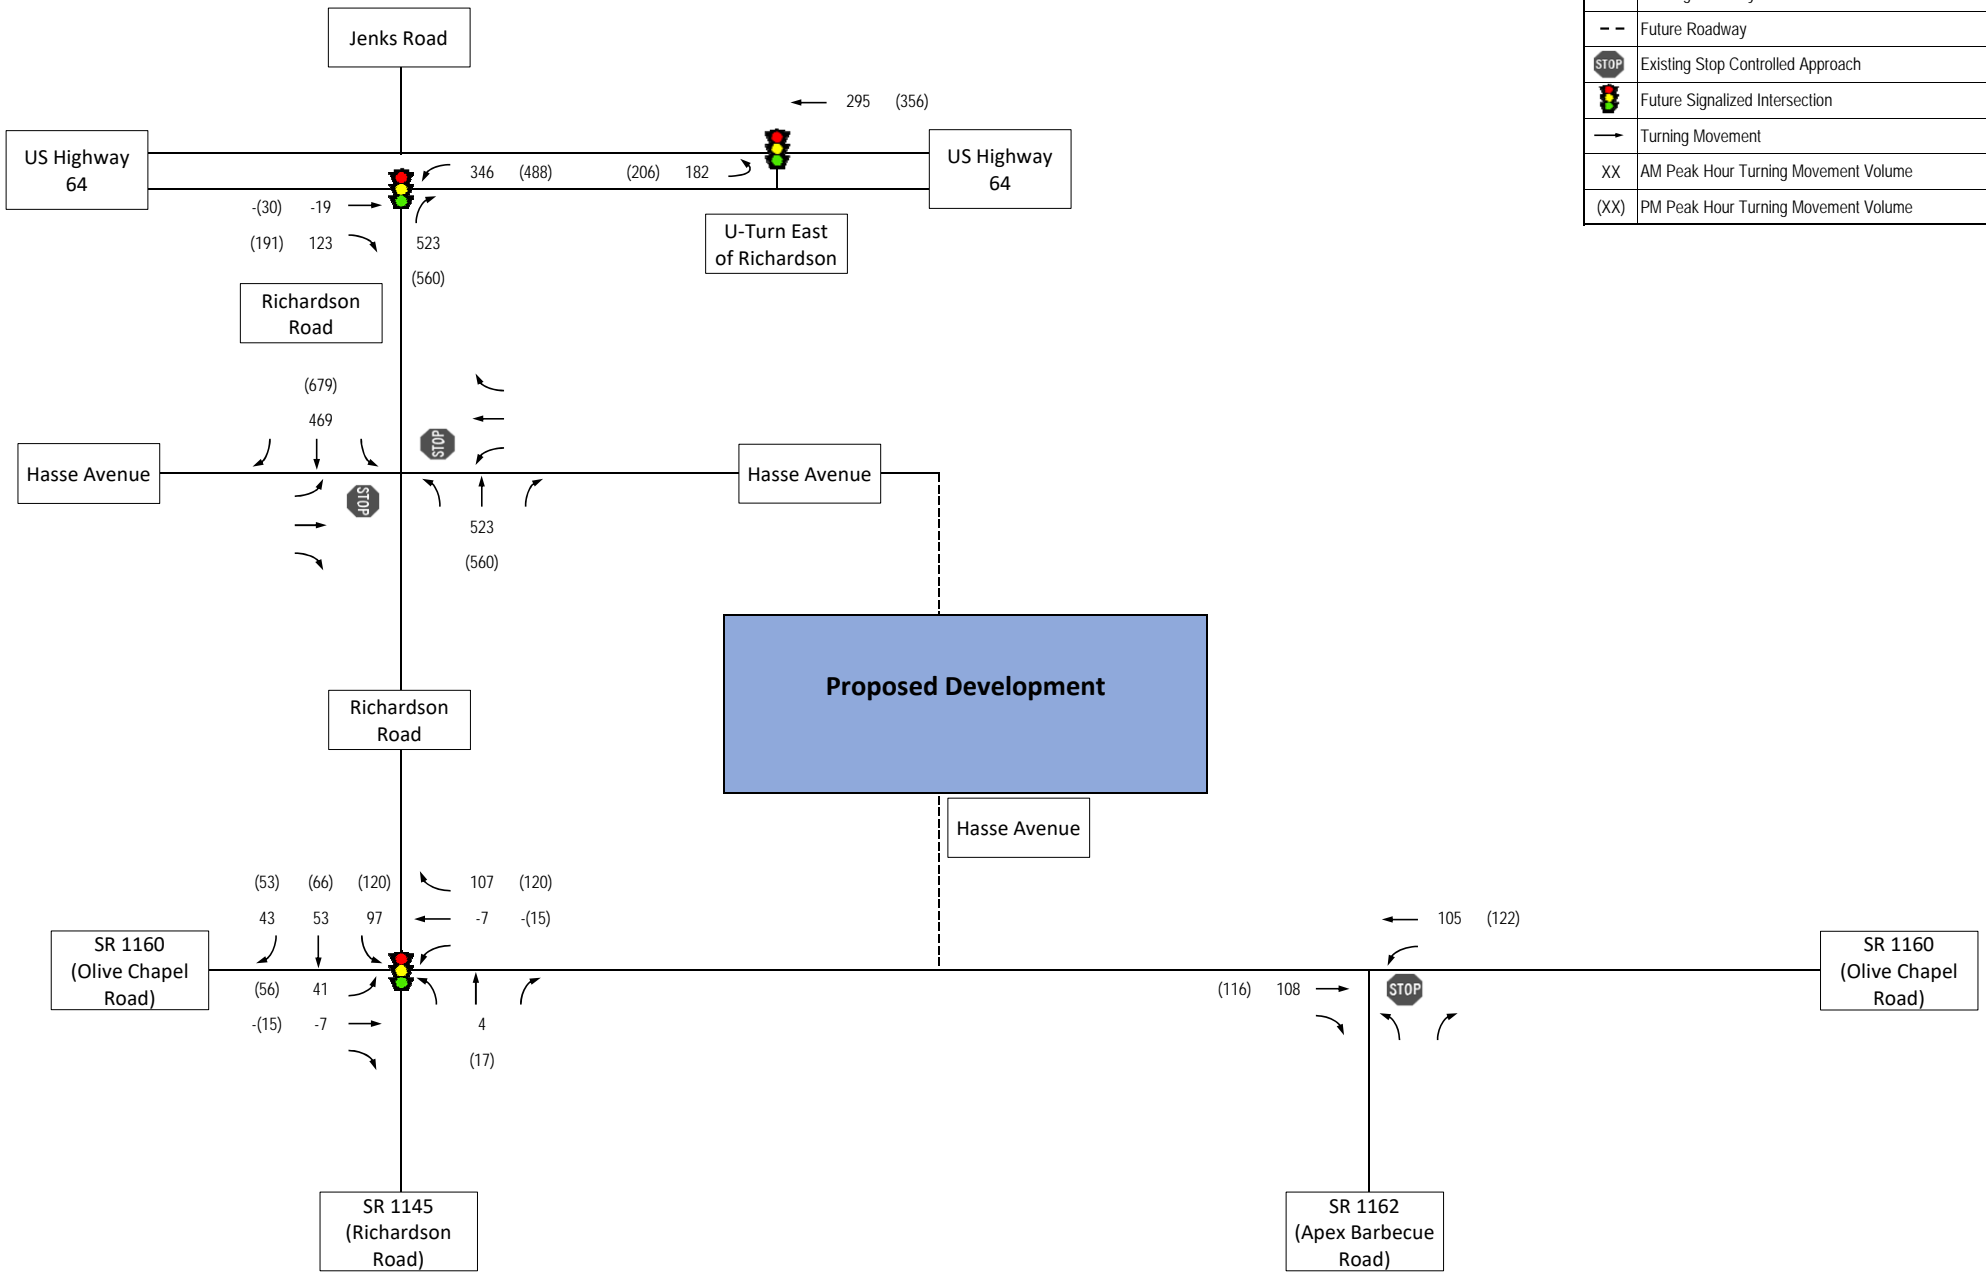 Jenks Road
-- Future Roadway
STOP Existing Stop Controlled Approach
Future Signalized Intersection
Turning Movement
XX AM Peak Hour Turning Movement Volume
(XX) PM Peak Hour Turning Movement Volume
295 (356)
US Highway
64
US Highway
64
346 (488) (206) 182
-(30) -19
(191) 123
523
(560)
U-Turn East
of Richardson
Richardson
Road
(679)
469
STOP
Hasse Avenue
Hasse Avenue
STOP
523
(560)
Proposed Development
Richardson
Road
Hasse Avenue
(53) (66) (120)
43 53 97
107 (120)
-7 -(15)
105 (122)
SR 1160
(Olive Chapel
Road)
SR 1160
(Olive Chapel
Road)
(56) 41
-(15) -7
4
(17)
(116) 108
STOP
SR 1145
(Richardson
Road)
SR 1162
(Apex Barbecue
Road)